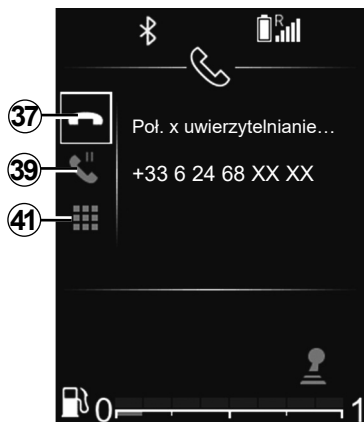 R
37
Poł. x uwierzytelnianie…
39
+33 6 24 68 XX XX
41
0 1